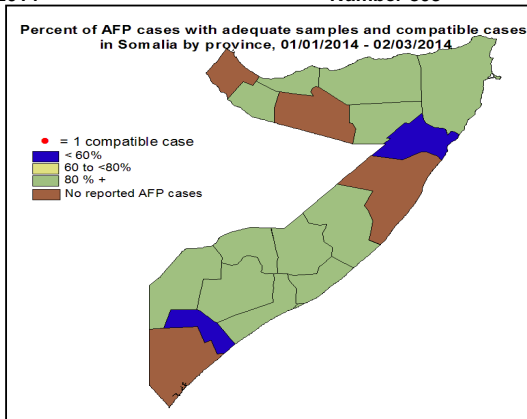 Percent of AFP cases with adequate samples and compatible cases
in Somalia by province, 01/01/2014 - 02/03/2014
= 1 compatible case
< 60%
60 to <80%
80 % +
No reported AFP cases